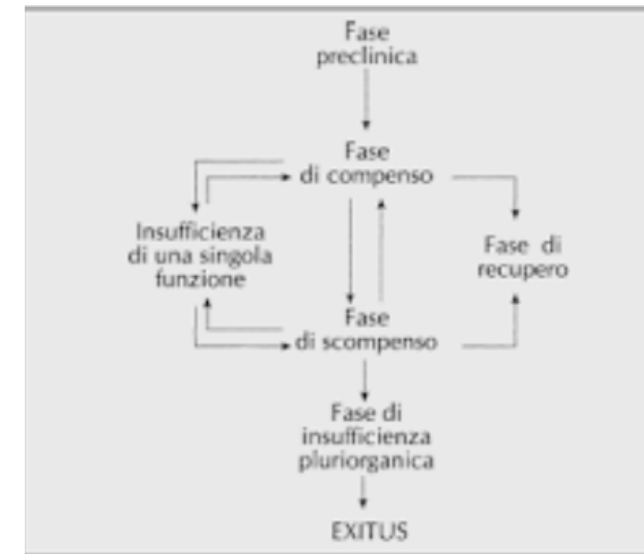 Fase
preclinica
Fase
di compenso
Insufficienza
di una singola
funzione
Fase di
recupero
Fase
di scompenso
Fase di
insufficienza
pluriorganica
EXITUS